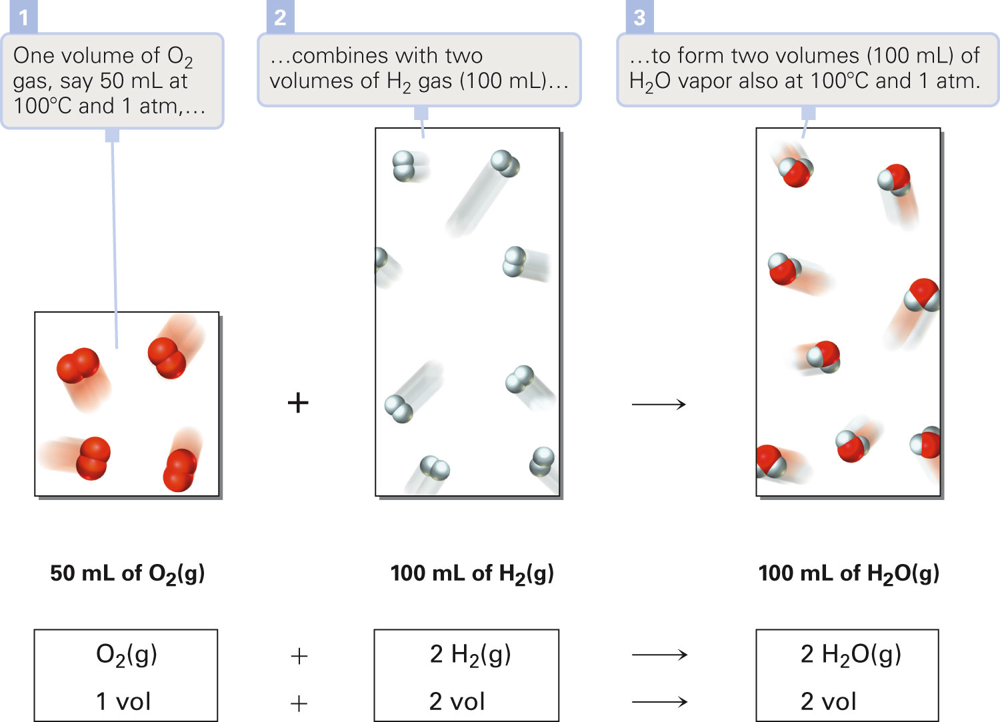 1
One volume of O₂
gas, say 50 mL at
100°C and 1 atm,…
2
…combines with two
volumes of H₂ gas (100 mL)…
3
…to form two volumes (100 mL) of
H₂O vapor also at 100°C and 1 atm.
+ →
50 mL of O₂(g) 100 mL of H₂(g) 100 mL of H₂O(g)
O₂(g) + 2 H₂(g) → 2 H₂O(g)
1 vol + 2 vol → 2 vol